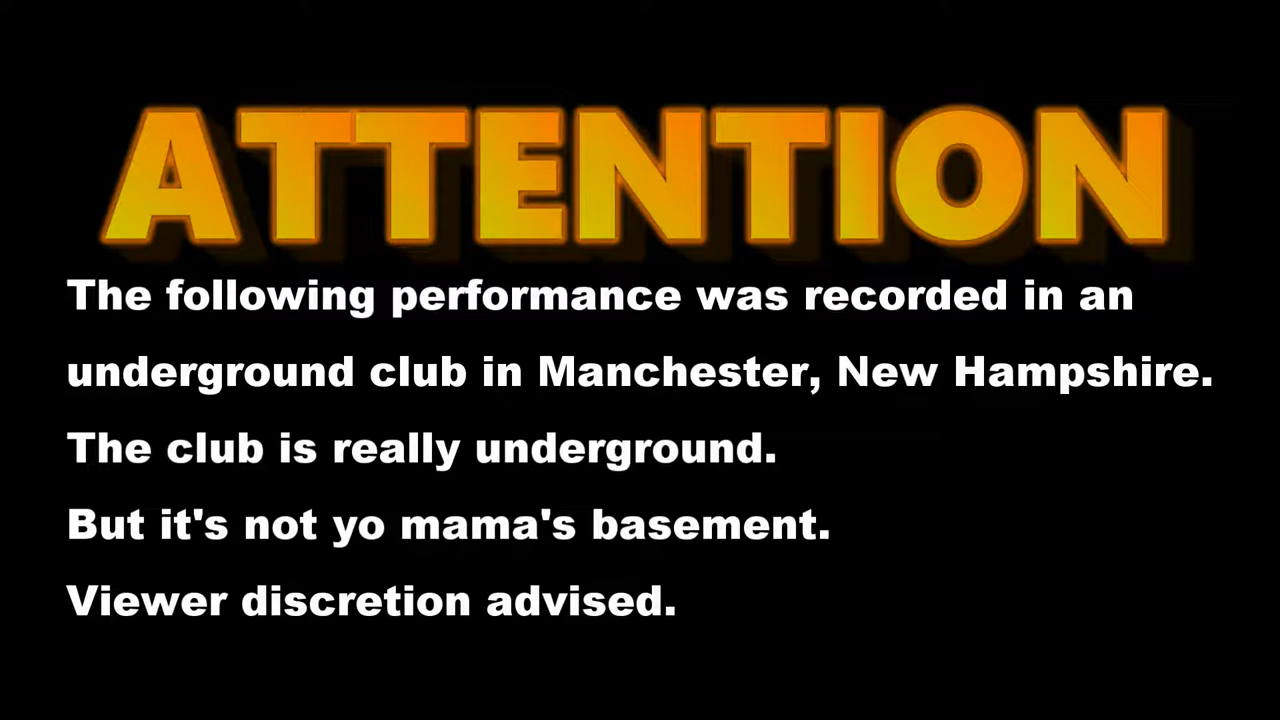 ATTENTION
The following performance was recorded in an
underground club in Manchester, New Hampshire.
The club is really underground.
But it's not yo mama's basement.
Viewer discretion advised.